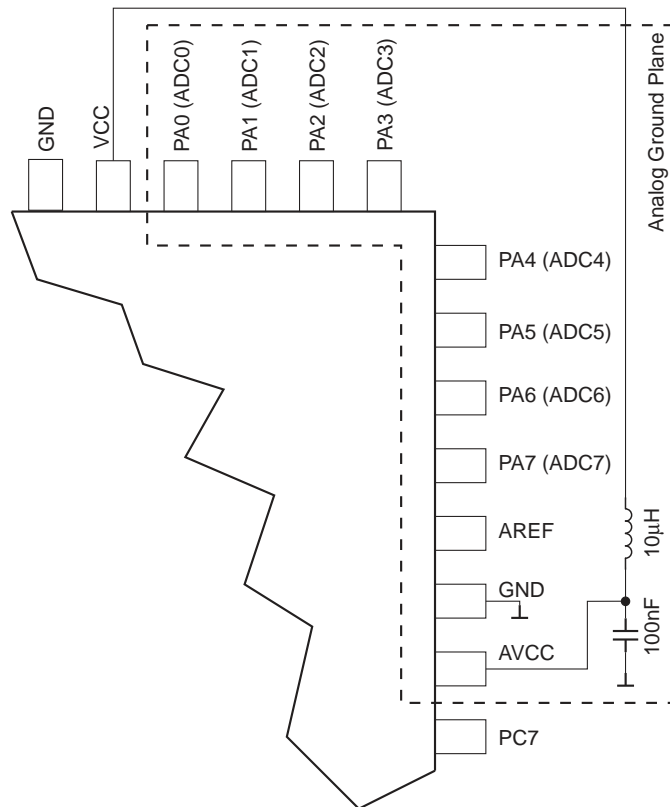 GND
VCC
PA0 (ADC0)
PA1 (ADC1)
PA2 (ADC2)
PA3 (ADC3)
Analog Ground Plane
PA4 (ADC4)
PA5 (ADC5)
PA6 (ADC6)
PA7 (ADC7)
AREF
10μH
GND
AVCC
100nF
PC7